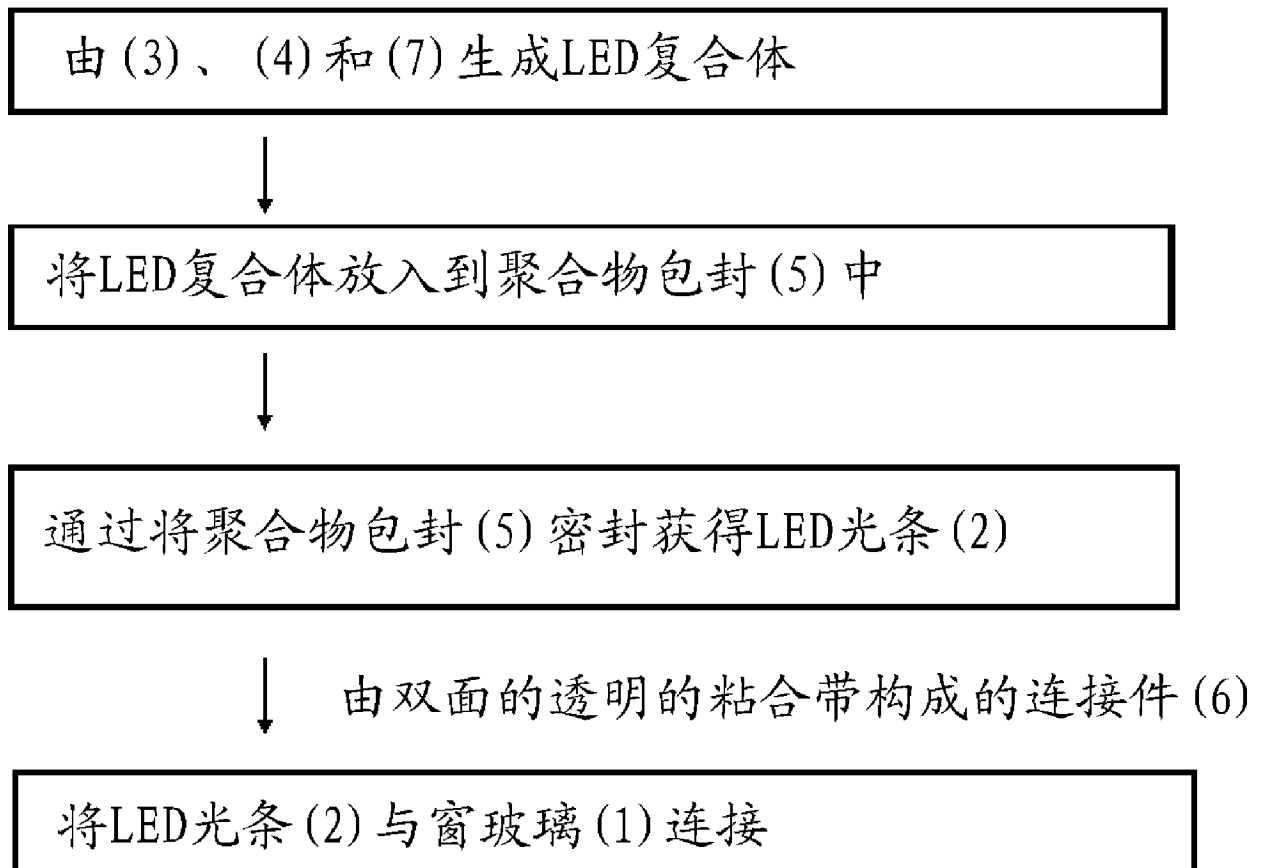 由(3)、(4)和(7)生成LED复合体
将LED复合体放入到聚合物包封(5)中
通过将聚合物包封(5)密封获得LED光条(2)
由双面的透明的粘合带构成的连接件(6)
将LED光条(2)与窗玻璃(1)连接